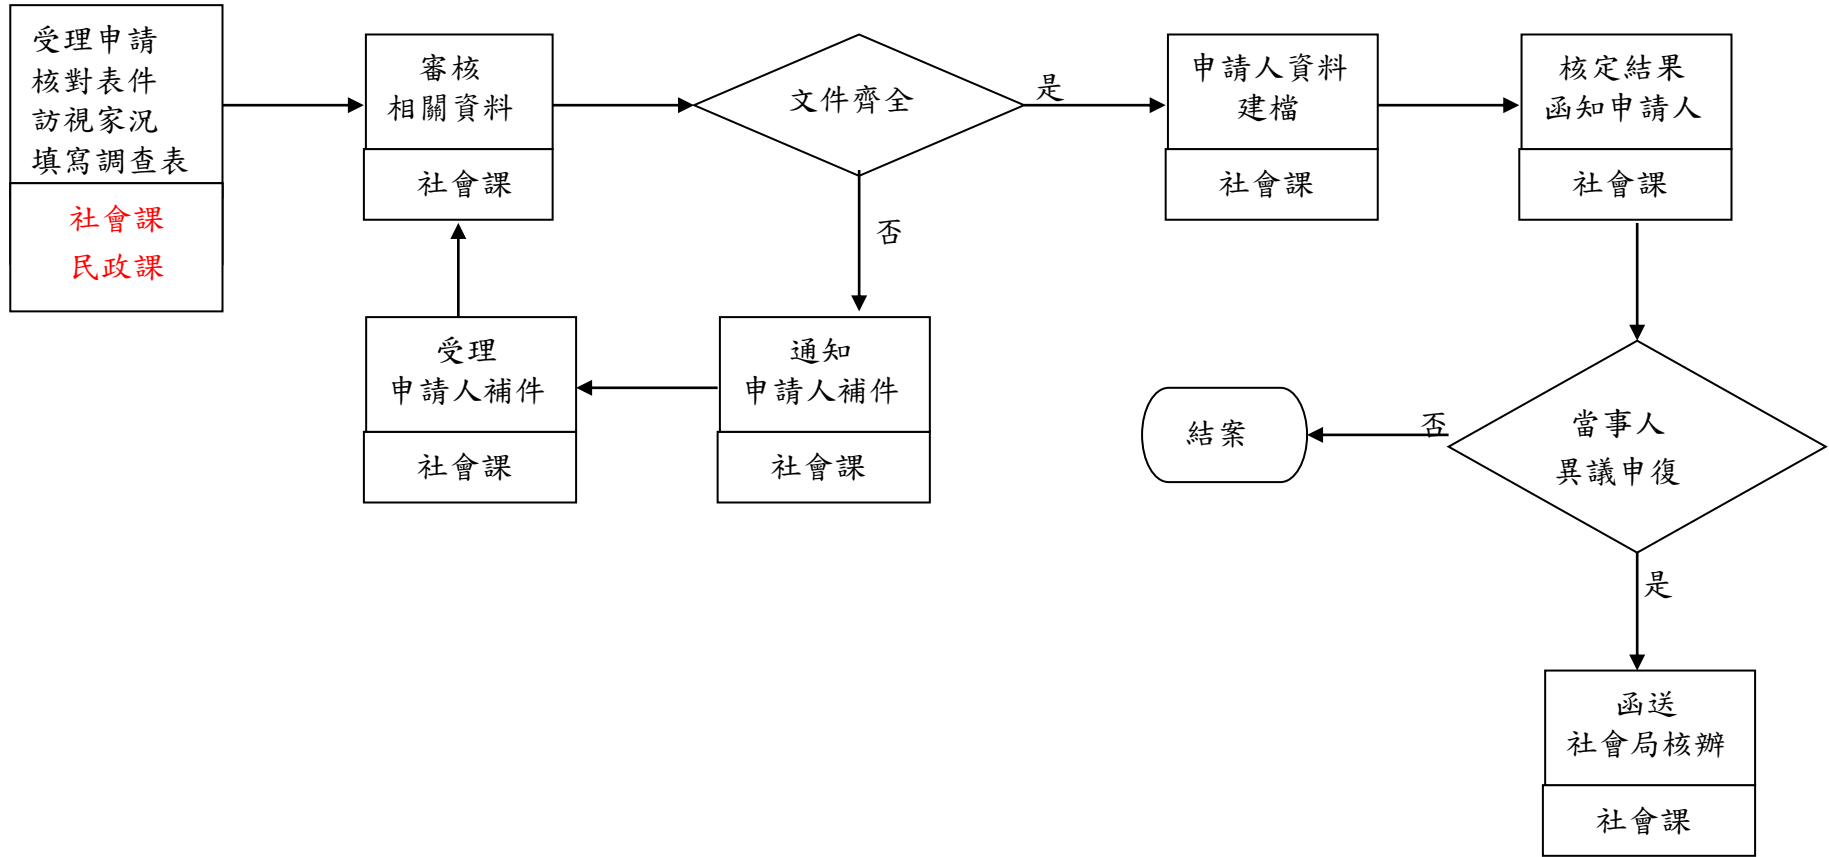 受理申請
核對表件
訪視家況
填寫調查表
社會課
民政課
審核
相關資料
社會課
文件齊全
是
否
申請人資料
建檔
社會課
核定結果
函知申請人
社會課
通知
申請人補件
社會課
受理
申請人補件
社會課
當事人
異議申復
否
結案
是
函送
社會局核辦
社會課